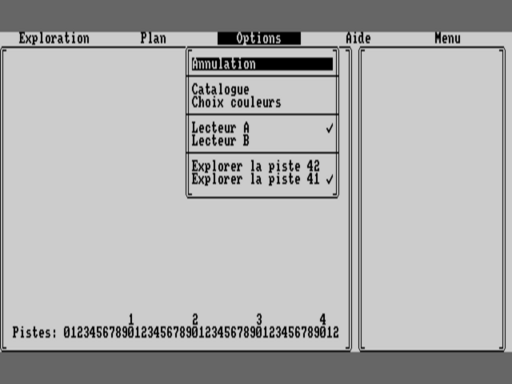 Exploration Plan Options Aide Menu
Annulation
Catalogue
Choix couleurs
Lecteur A ✓
Lecteur B
Explorer la piste 42
Explorer la piste 41 ✓
1 2 3 4
Pistes: 0123456789012345678901234567890123456789012